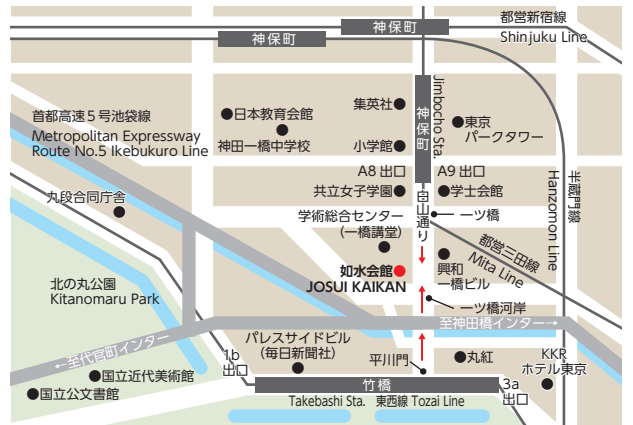 都営新宿線
Shinjuku Line
神保町
神保町
首都高速5号池袋線
Metropolitan Expressway
Route No.5 Ikebukuro Line
集英社
日本教育会館
神田一橋中学校
小学館
神保町
Jimbocho Sta.
東京
パークタワー
A8 出口
A9 出口
共立女子学園
学士会館
半蔵門線
Hanzomon Line
九段合同庁舎
学術総合センター
(一橋講堂)
白山通り
一ツ橋
都営三田線
Mita Line
北の丸公園
Kitanomaru Park
如水会館
JOSUI KAIKAN
興和
一橋ビル
一ツ橋河岸
至神田橋インター→
←至代官町インター
パレスサイドビル
(毎日新聞社)
平川門
丸紅
KKR
ホテル東京
1b
出口
竹橋
3a
出口
国立近代美術館
国立公文書館
Takebashi Sta. 東西線 Tozai Line